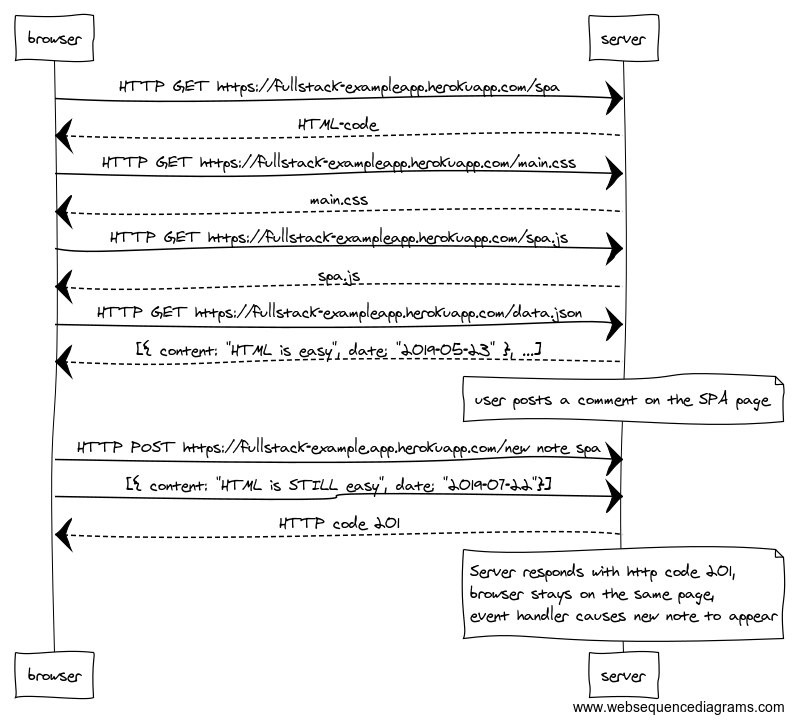 browser
server
HTTP GET https://fullstack-exampleapp.herokuapp.com/spa
HTML-code
HTTP GET https://fullstack-exampleapp.herokuapp.com/main.css
main.css
HTTP GET https://fullstack-exampleapp.herokuapp.com/spa.js
spa.js
HTTP GET https://fullstack-exampleapp.herokuapp.com/data.json
[{ content: "HTML is easy", date: "2019-05-23" }, ...]
user posts a comment on the SPA page
HTTP POST https://fullstack-example.app.herokuapp.com/new note spa
[{ content: "HTML is STILL easy", date: "2019-07-22"}]
HTTP code 201
Server responds with http code 201,
browser stays on the same page,
event handler causes new note to appear
browser
server
www.websequencediagrams.com